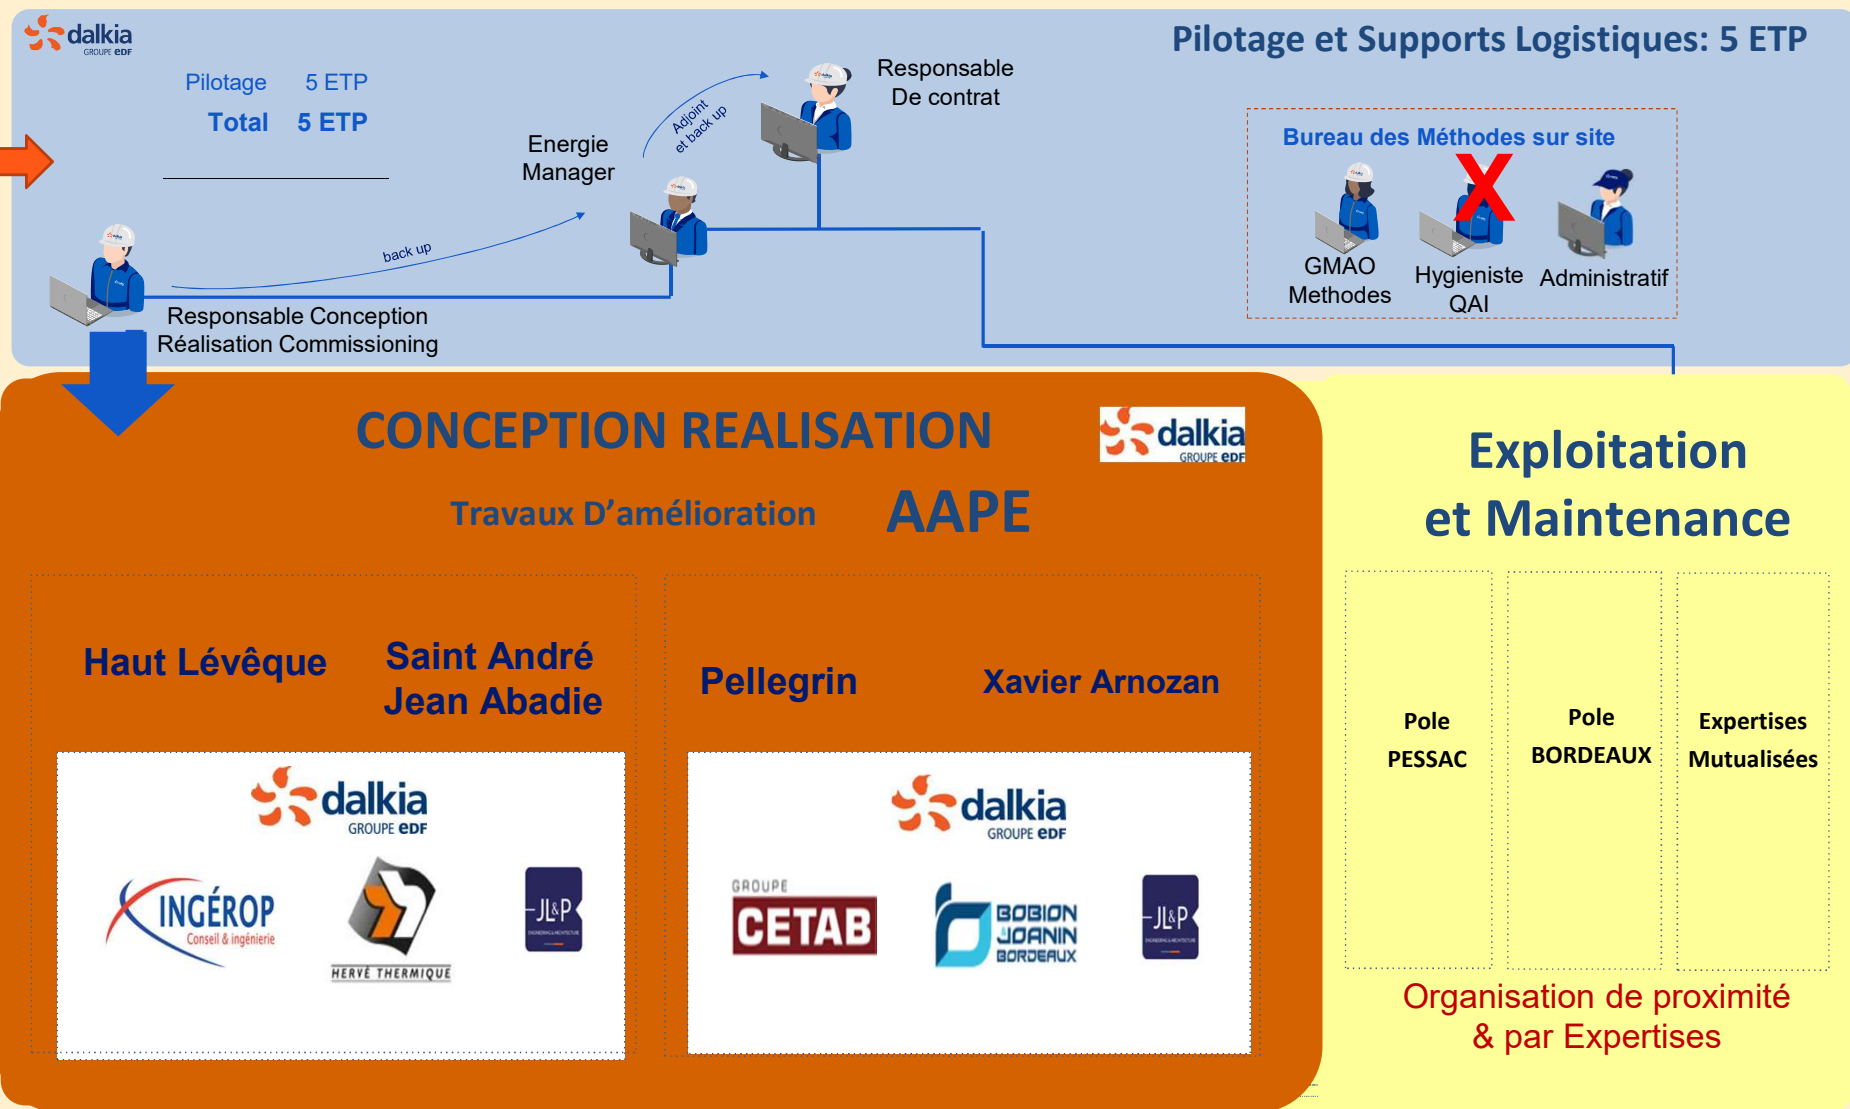 dalkia
GROUPE eDF
Pilotage et Supports Logistiques: 5 ETP
Pilotage 5 ETP
Total 5 ETP
Responsable
De contrat
Adjoint
et back up
Energie
Manager
back up
Responsable Conception
Réalisation Commissioning
Bureau des Méthodes sur site
X
GMAO
Methodes
Hygieniste
QAI
Administratif
CONCEPTION REALISATION
dalkia
GROUPE eDF
Travaux D’amélioration AAPE
Haut Lévêque
Saint André
Jean Abadie
Pellegrin
Xavier Arnozan
dalkia
GROUPE eDF
INGÉROP
Conseil & ingénierie
HERVÉ THERMIQUE
JL&P
ENGINEERING & ARCHITECTURE
dalkia
GROUPE eDF
GROUPE
CETAB
BOBION
& JOANIN
BORDEAUX
JL&P
ENGINEERING & ARCHITECTURE
Exploitation
et Maintenance
Pole
PESSAC
Pole
BORDEAUX
Expertises
Mutualisées
Organisation de proximité
& par Expertises